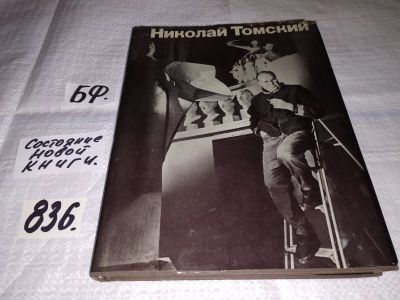 Николай Томский
БФ.
Состояние
новой
книги.
836.